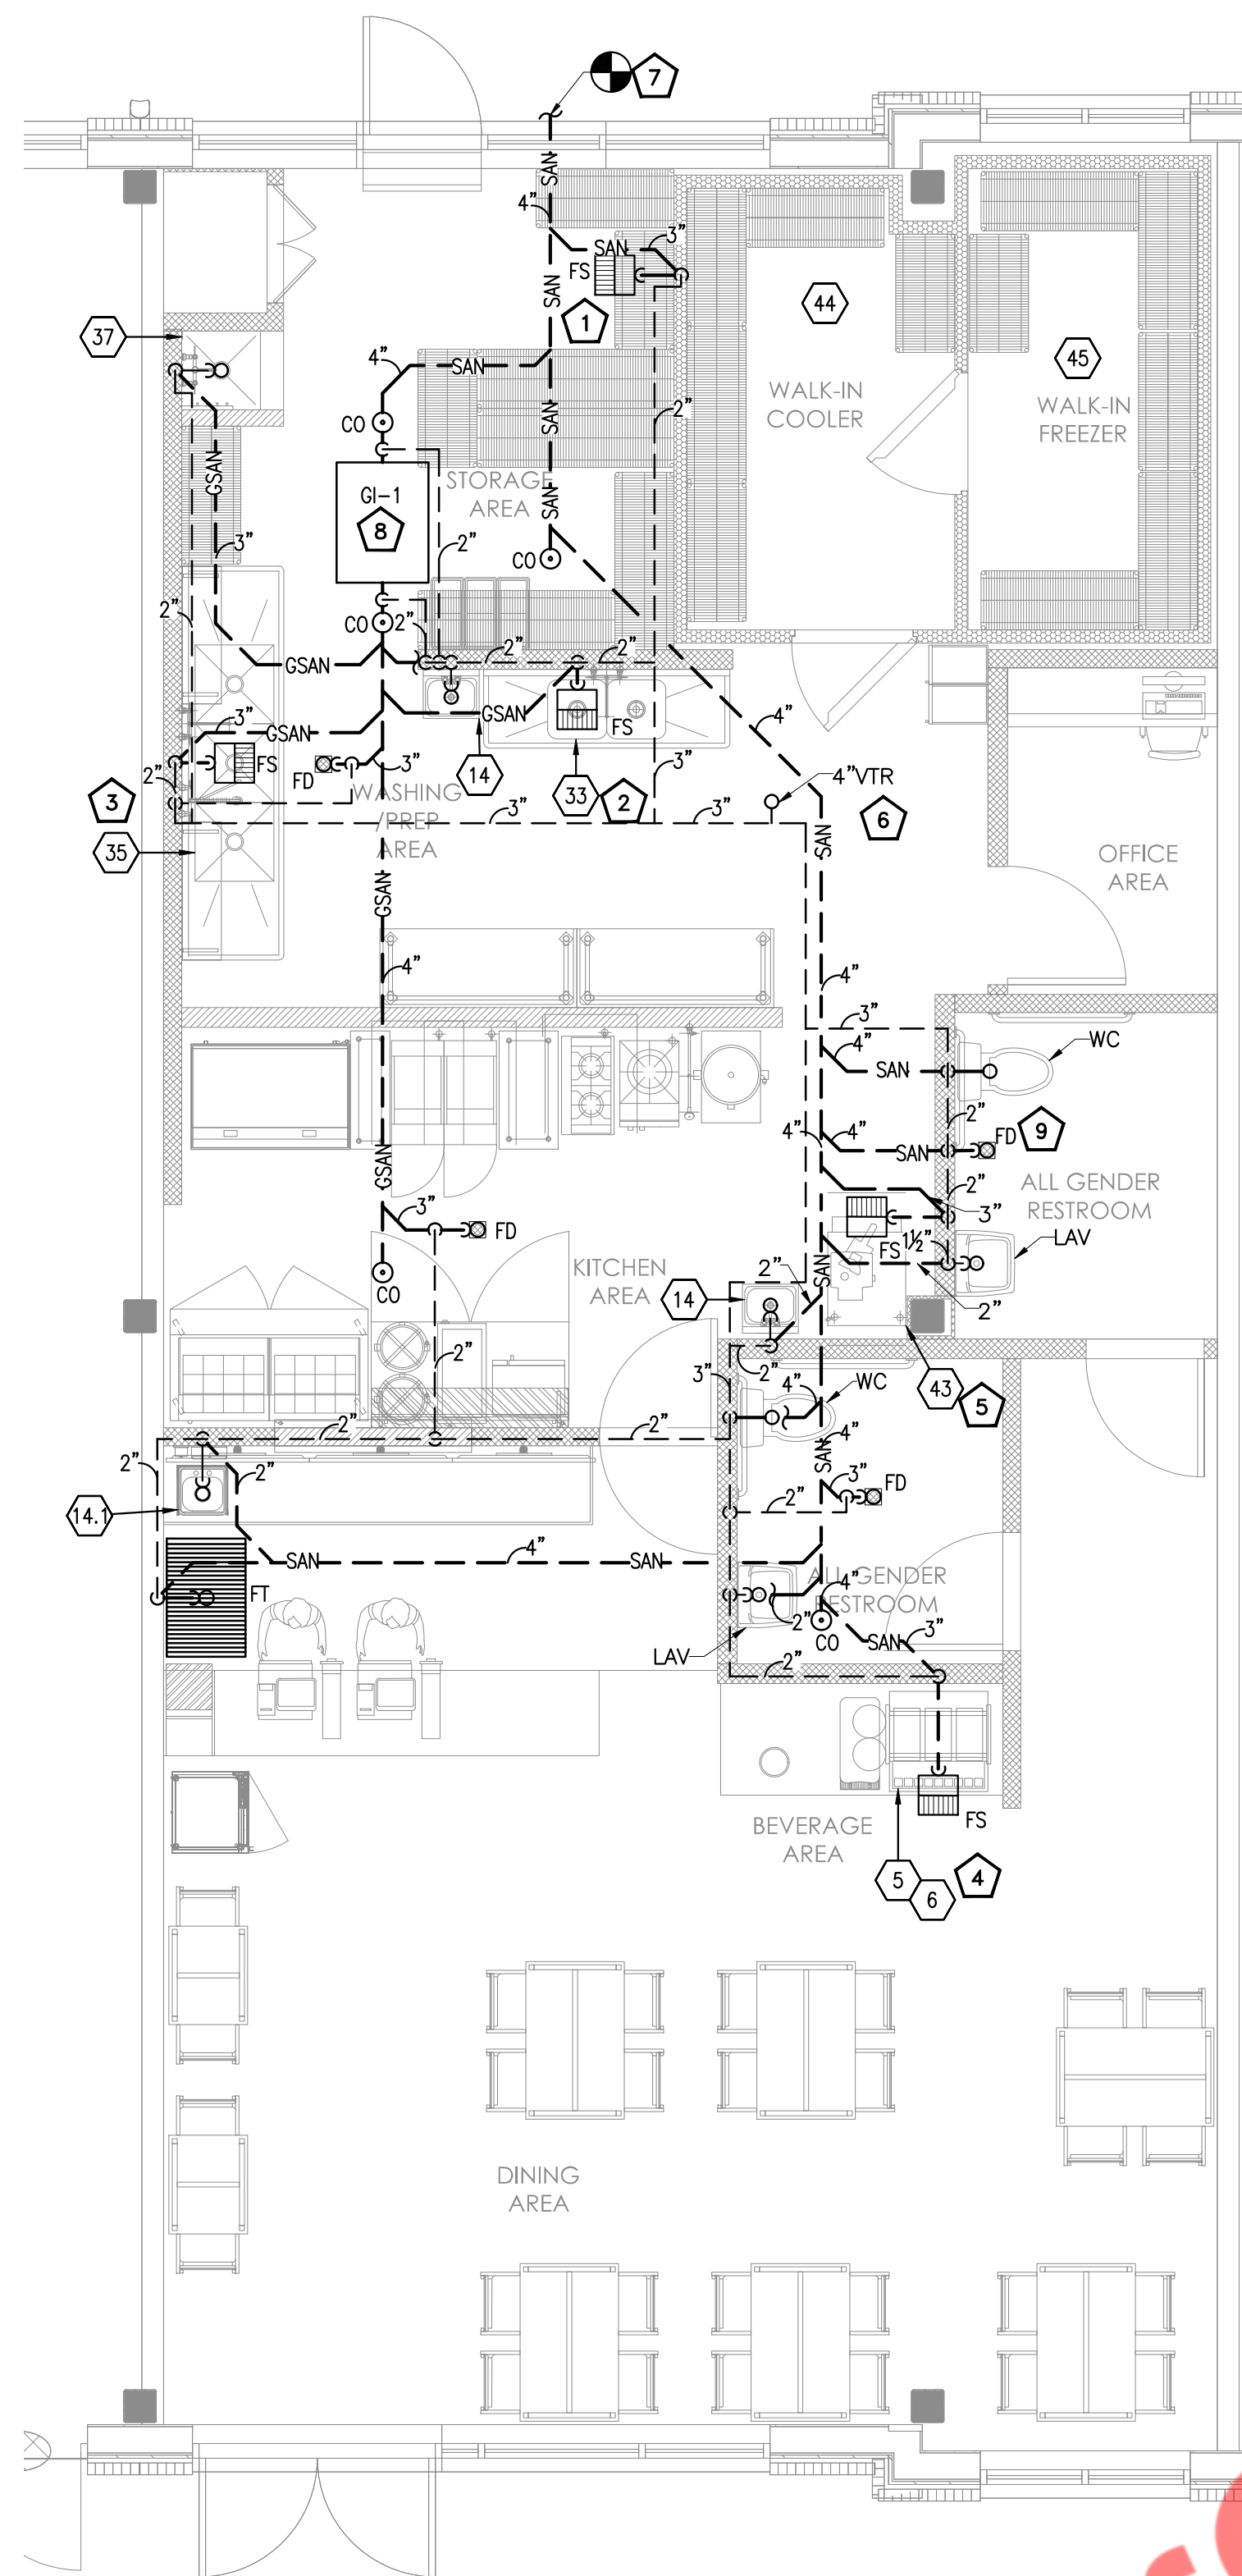 7
SAN
4"
SAN
3"
FS
SAN
44
1
37
4"
SAN
45
WALK-IN
COOLER
2"
WALK-IN
FREEZER
CO
SAN
GSAN
STORAGE
AREA
GI-1
8
SAN
3"
2"
CO
2"
CO
2"
GSAN
2"
2"
4"
GSAN
FS
3"
GSAN
FS
2"
3"
FD
14
33
2
3"
4"VTR
3
WASHING
/PREP
AREA
3"
3"
6
SAN
35
OFFICE
AREA
GSAN
4"
4"
3"
4"
WC
SAN
2"
9
GSAN
4"
4"
SAN
FD
2"
ALL GENDER
RESTROOM
3"
3"
FD
FS
1½"
LAV
KITCHEN
AREA
2"
SAN
CO
14
2"
2"
3"
2"
4"
WC
43
5
2"
2"
4"
SAN
2"
2"
3"
FD
14.1
2"
SAN
4"
SAN
ALL GENDER
RESTROOM
4"
FT
2"
CO
SAN
3"
LAV
2"
BEVERAGE
AREA
FS
5
6
4
DINING
AREA